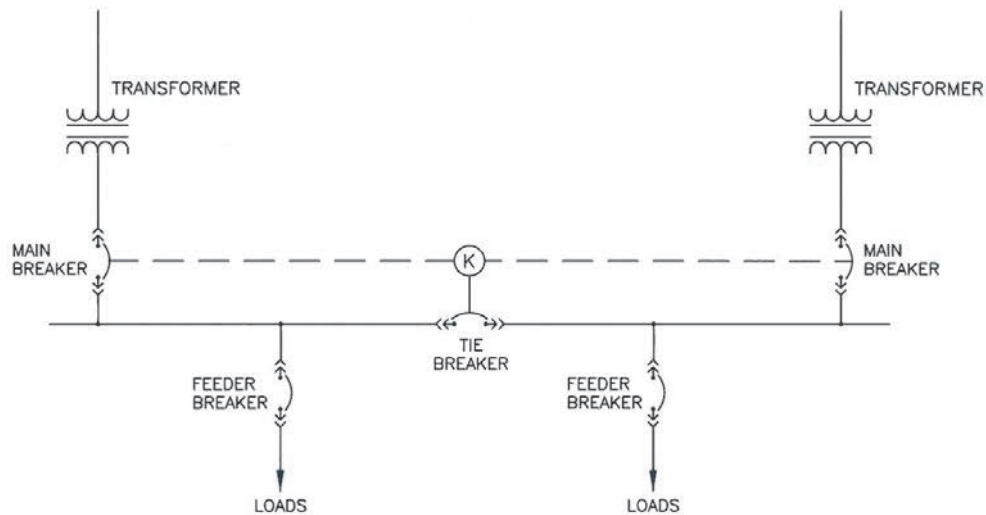 TRANSFORMER
TRANSFORMER
MAIN
BREAKER
K
MAIN
BREAKER
TIE
BREAKER
FEEDER
BREAKER
FEEDER
BREAKER
LOADS
LOADS